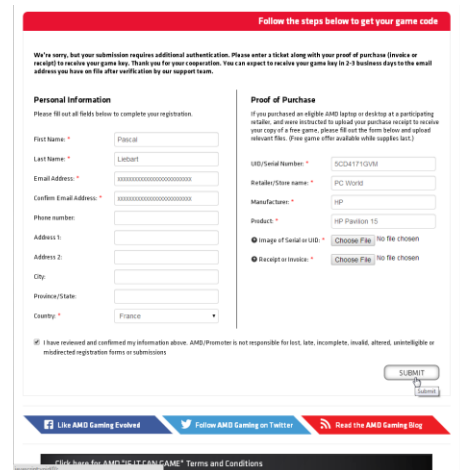 Follow the steps below to get your game code
We're sorry, but your submission requires additional authentication. Please enter a ticket along with your proof of purchase (invoice or
receipt) to receive your game key. Thank you for your cooperation. You can expect to receive your game key in 2-3 business days to the email
address you have on file after verification by our support team.
Personal Information
Please fill out all fields below to complete your registration.
First Name: * Pascal
Last Name: * Liebart
Email Address: * xxxxxxxxxxxxxxxxxxxxxxxxx
Confirm Email Address: * xxxxxxxxxxxxxxxxxxxxxxxxx
Phone number:
Address 1:
Address 2:
City:
Province/State:
Country: * France
Proof of Purchase
If you purchased an eligible AMD laptop or desktop at a participating
retailer, and were instructed to upload your purchase receipt to receive
your copy of a free game, please fill out the form below and upload
relevant files. (Free game offer available while supplies last.)
UID/Serial Number: * 5CD4171GVM
Retailer/Store name: * PC World
Manufacturer: * HP
Product: * HP Pavilion 15
Image of Serial or UID: * Choose File No file chosen
Receipt or Invoice: * Choose File No file chosen
I have reviewed and confirmed my information above. AMD/Promoter is not responsible for lost, late, incomplete, invalid, altered, unintelligible or
misdirected registration forms or submissions
SUBMIT
Submit
Like AMD Gaming Evolved
Follow AMD Gaming on Twitter
Read the AMD Gaming Blog
Click here for AMD "IS IT CAN GAME" Terms and Conditions